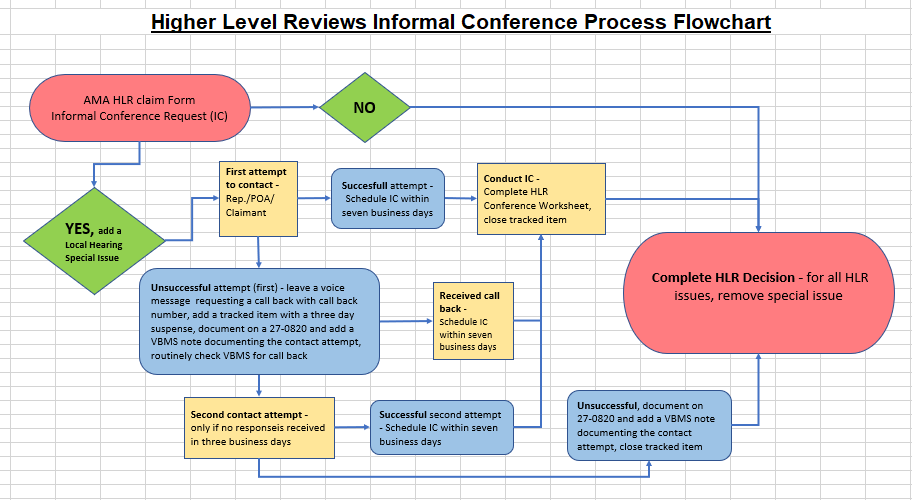 Higher Level Reviews Informal Conference Process Flowchart
AMA HLR claim Form
Informal Conference Request (IC)
NO
YES, add a
Local Hearing
Special Issue
First attempt
to contact -
Rep./POA/
Claimant
Succesfull attempt -
Schedule IC within
seven business days
Conduct IC -
Complete HLR
Conference Worksheet,
close tracked item
Complete HLR Decision - for all HLR
issues, remove special issue
Unsuccessful attempt (first) - leave a voice
message requesting a call back with call back
number, add a tracked item with a three day
suspense, document on a 27-0820 and add a
VBMS note documenting the contact attempt,
routinely check VBMS for call back
Received call
back -
Schedule IC
within seven
business days
Second contact attempt -
only if no responseis received
in three business days
Successful second attempt
- Schedule IC within seven
business days
Unsuccessful, document on
27-0820 and add a VBMS note
documenting the contact
attempt, close tracked item